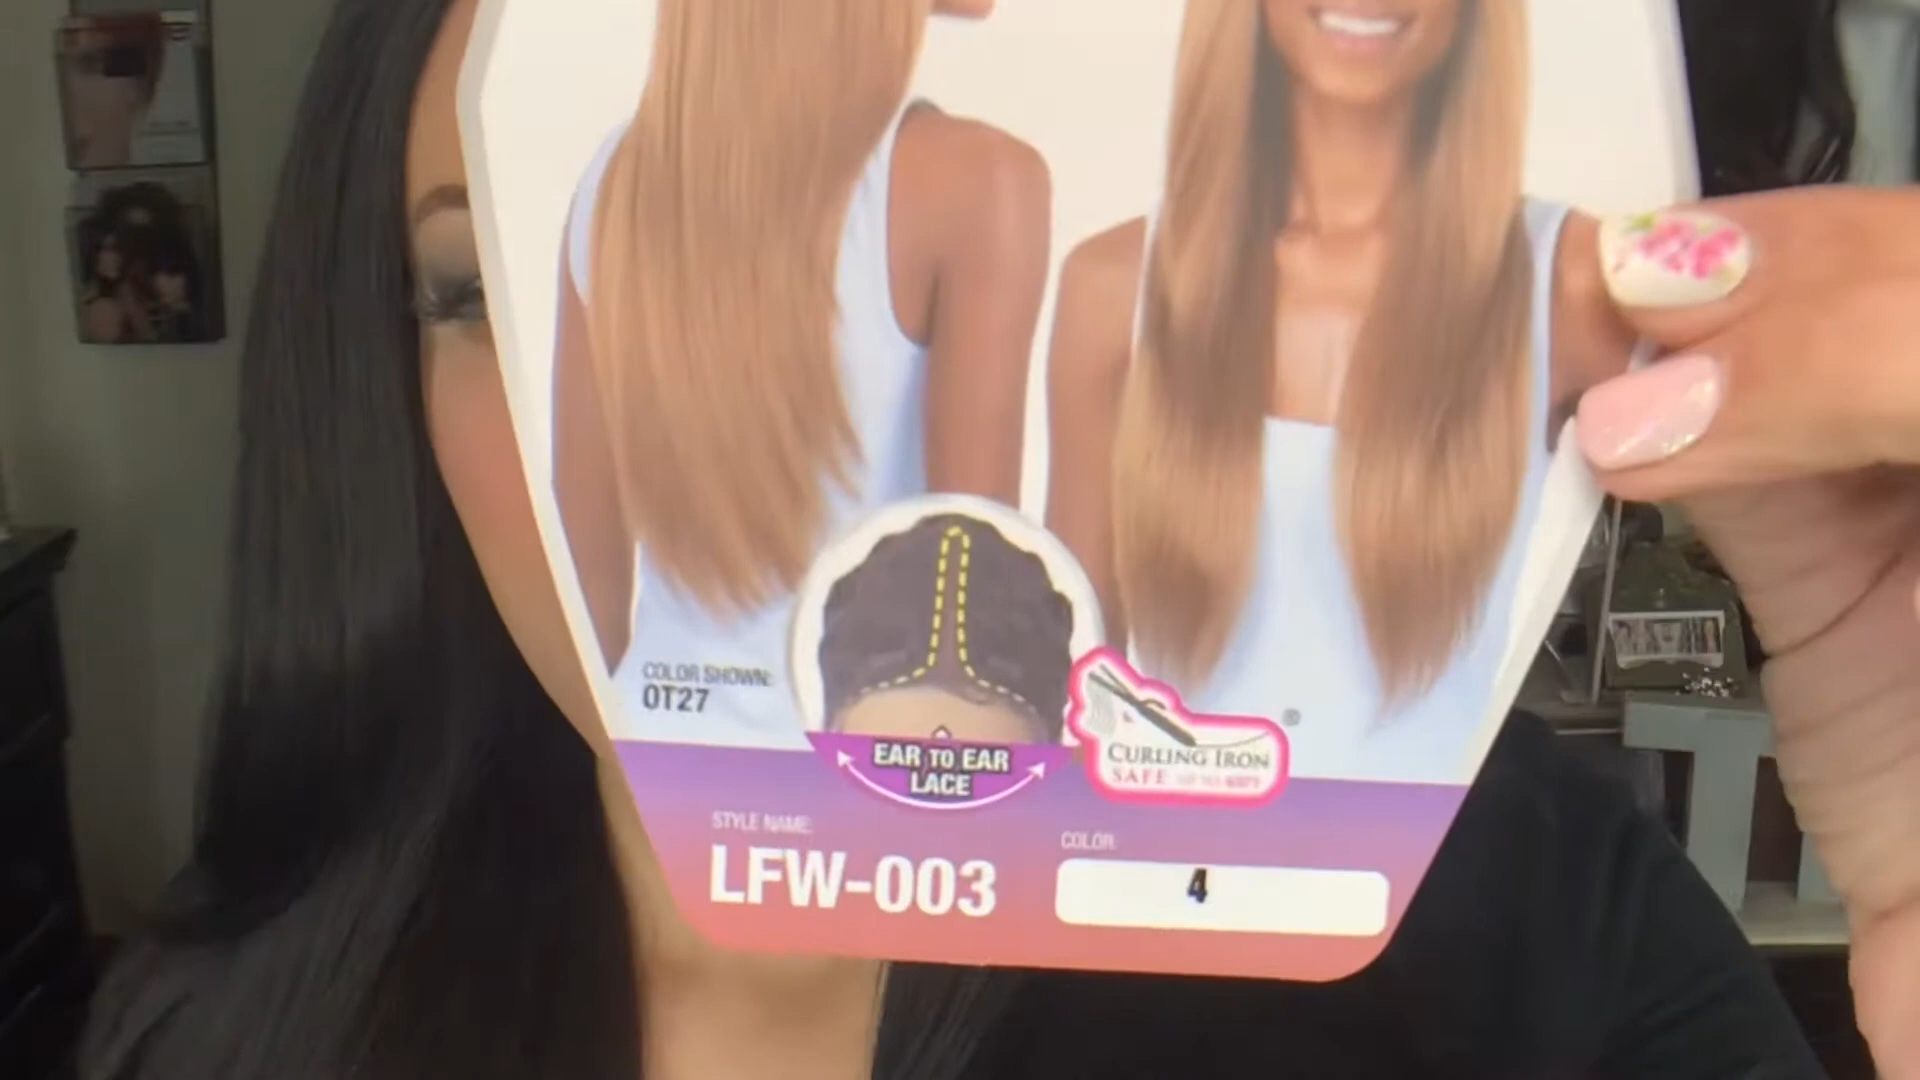 COLOR SHOWN:
OT27
EAR TO EAR
LACE
CURLING IRON
SAFE
STYLE NAME:
LFW-003
COLOR:
4
®